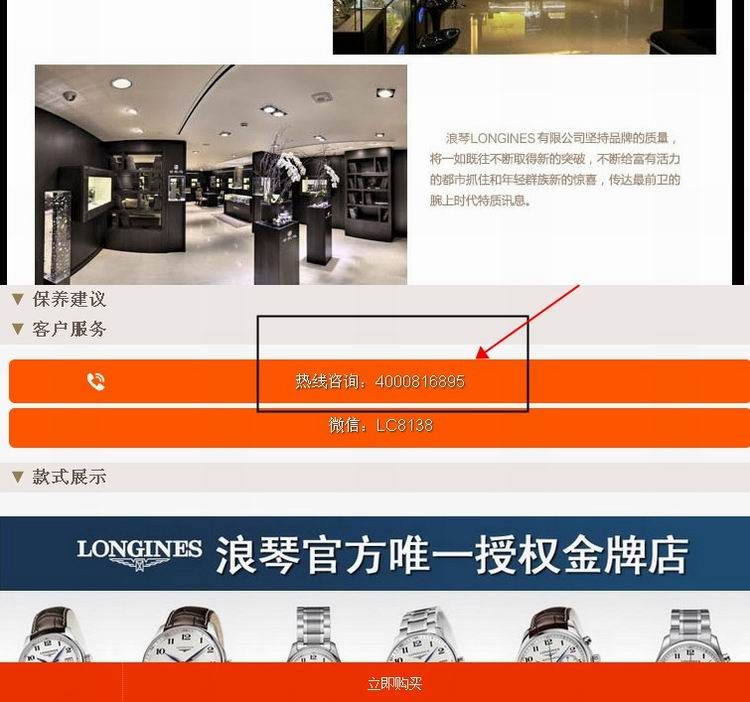 浪琴LONGINES有限公司坚持品牌的质量，
将一如既往不断取得新的突破，不断给富有活力
的都市抓住和年轻群族新的惊喜，传达最前卫的
腕上时代特质讯息。
▼ 保养建议
▼ 客户服务
热线咨询：4000816895
微信：LC8138
▼ 款式展示
LONGINES 浪琴官方唯一授权金牌店
立即购买